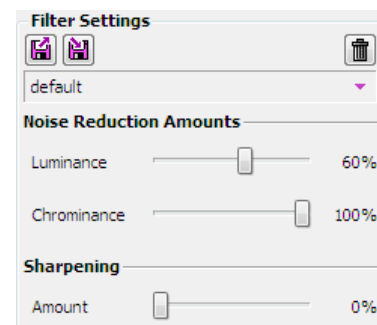 Filter Settings
default
Noise Reduction Amounts
Luminance 60%
Chrominance 100%
Sharpening
Amount 0%